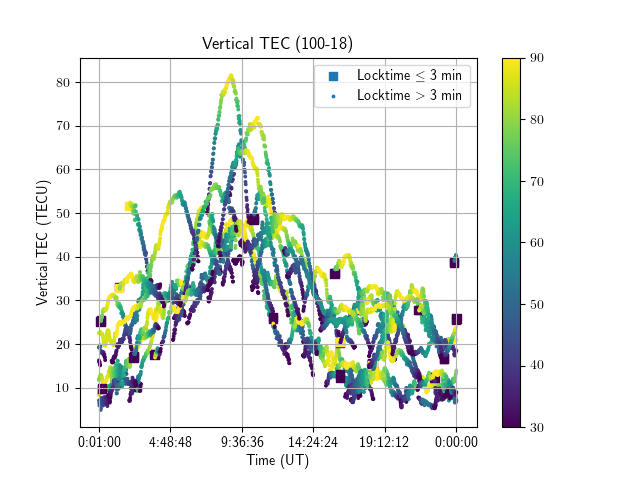 Vertical TEC (100-18)
Locktime ≤ 3 min
Locktime > 3 min
Vertical TEC (TECU)
80
70
60
50
40
30
20
10
0:01:00 4:48:48 9:36:36 14:24:24 19:12:12 0:00:00
Time (UT)
90
80
70
60
50
40
30